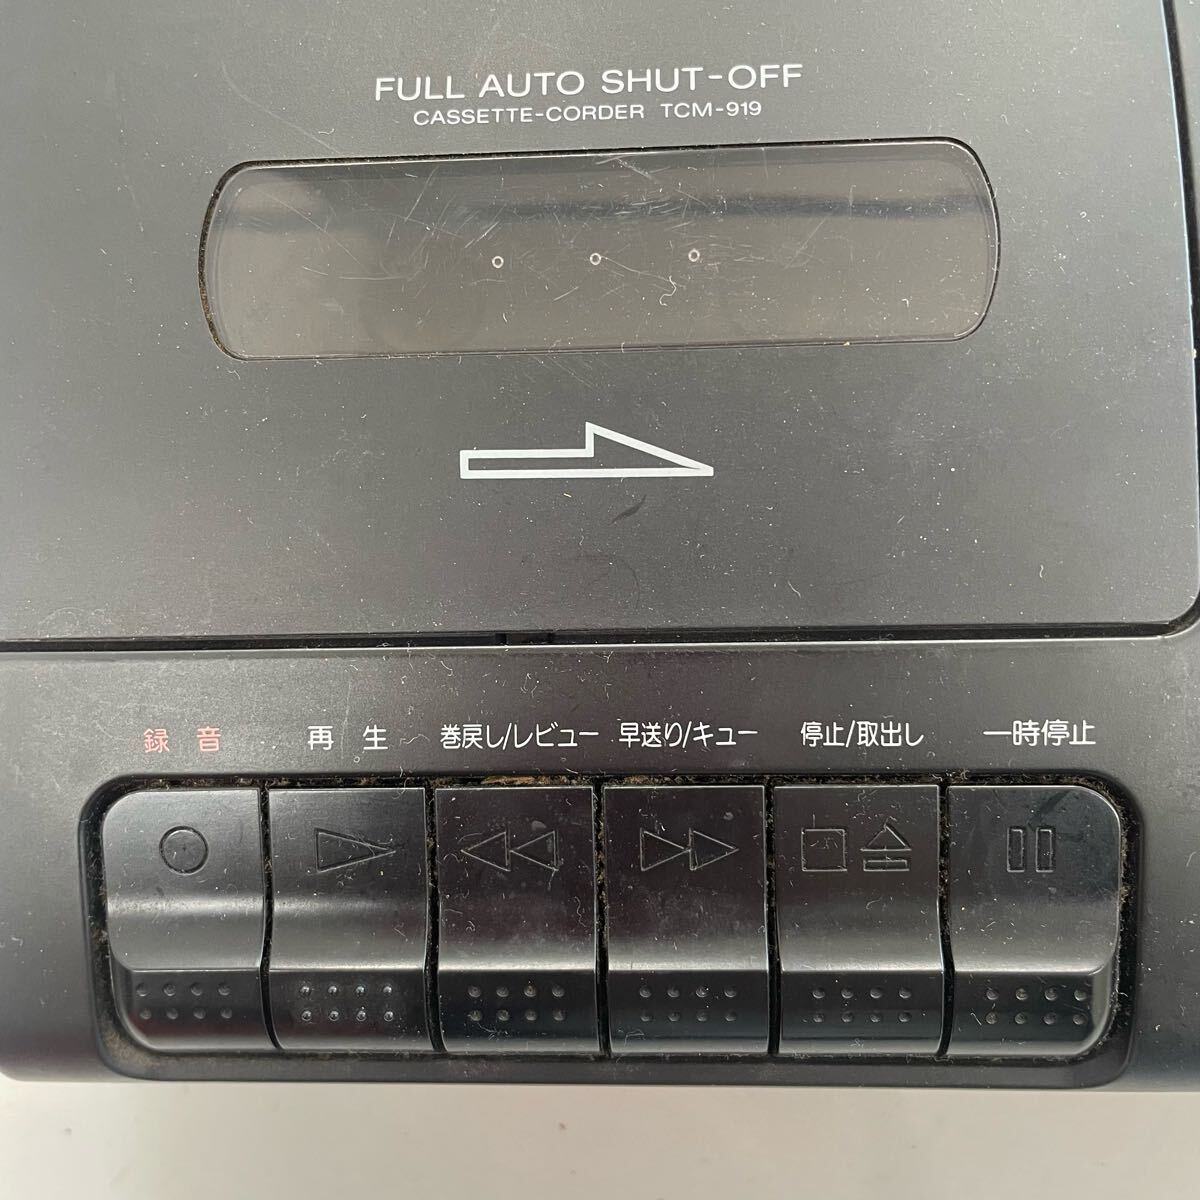 FULL AUTO SHUT-OFF
CASSETTE-CORDER TCM-919
録音 再生 巻戻し/レビュー 早送り/キュー 停止/取出し 一時停止